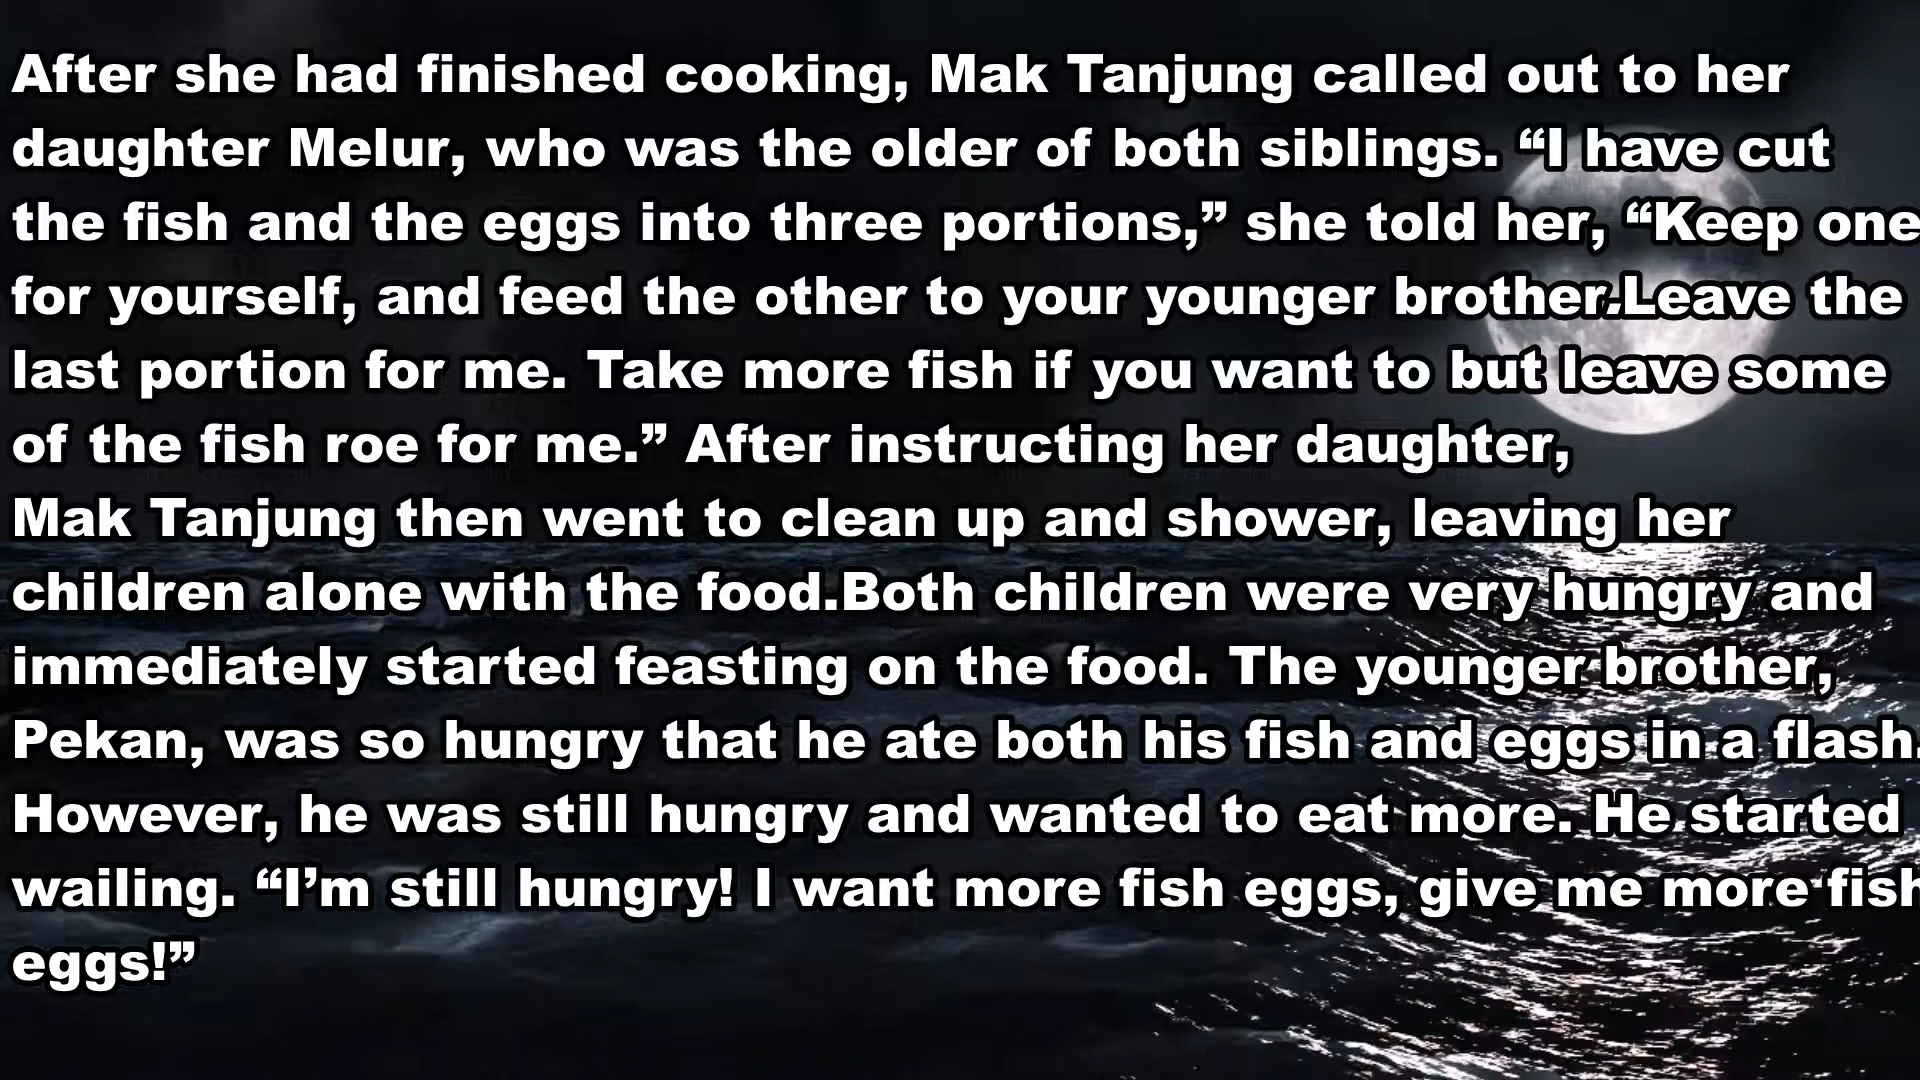 After she had finished cooking, Mak Tanjung called out to her
daughter Melur, who was the older of both siblings. “I have cut
the fish and the eggs into three portions,” she told her, “Keep one
for yourself, and feed the other to your younger brother.Leave the
last portion for me. Take more fish if you want to but leave some
of the fish roe for me.” After instructing her daughter,
Mak Tanjung then went to clean up and shower, leaving her
children alone with the food.Both children were very hungry and
immediately started feasting on the food. The younger brother,
Pekan, was so hungry that he ate both his fish and eggs in a flash.
However, he was still hungry and wanted to eat more. He started
wailing. “I’m still hungry! I want more fish eggs, give me more fish
eggs!”